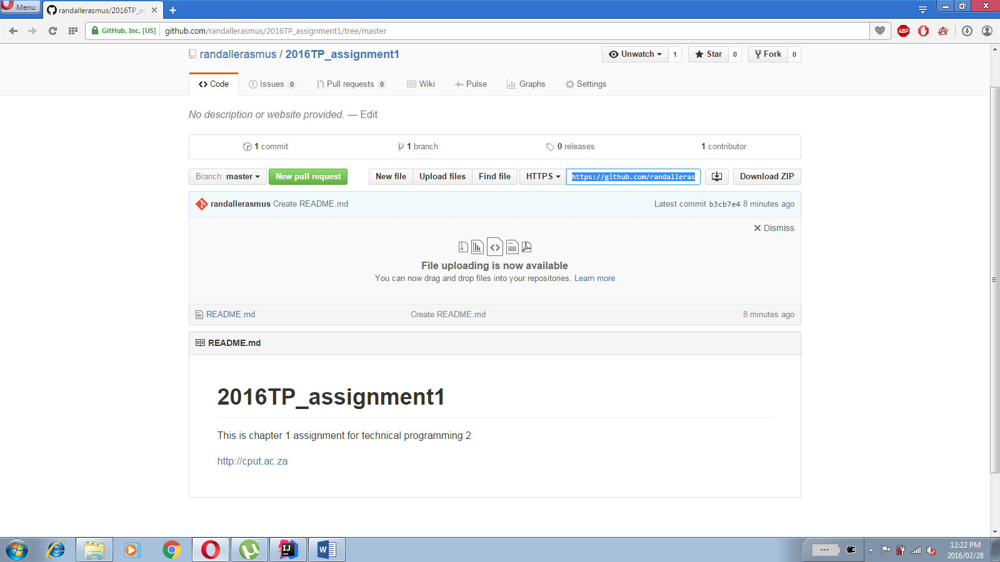 Menu
randallerasmus/2016TP_as
GitHub, Inc. [US]
github.com/randallerasmus/2016TP_assignment1/tree/master
ABP
randallerasmus / 2016TP_assignment1
Unwatch 1
Star 0
Fork 0
Code
Issues 0
Pull requests 0
Wiki
Pulse
Graphs
Settings
No description or website provided. — Edit
1 commit
1 branch
0 releases
1 contributor
Branch: master
New pull request
New file
Upload files
Find file
HTTPS
https://github.com/randalleras
Download ZIP
randallerasmus Create README.md
Latest commit b3cb7e4 8 minutes ago
Dismiss
File uploading is now available
You can now drag and drop files into your repositories. Learn more
README.md
Create README.md
8 minutes ago
README.md
2016TP_assignment1
This is chapter 1 assignment for technical programming 2
http://cput.ac.za
IJ
W
---
12:22 PM
2016/02/28